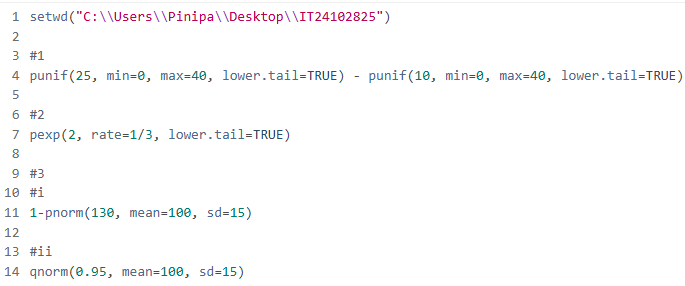 1 setwd("C:\\Users\\Pinipa\\Desktop\\IT24102825")
2
3 #1
4 punif(25, min=0, max=40, lower.tail=TRUE) - punif(10, min=0, max=40, lower.tail=TRUE)
5
6 #2
7 pexp(2, rate=1/3, lower.tail=TRUE)
8
9 #3
10 #i
11 1-pnorm(130, mean=100, sd=15)
12
13 #ii
14 qnorm(0.95, mean=100, sd=15)